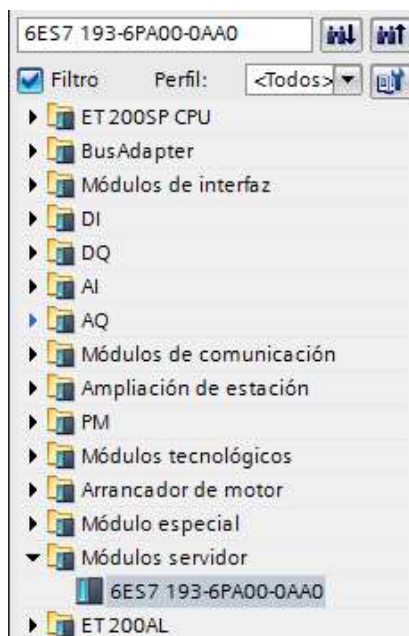 6ES7 193-6PA00-0AA0
Filtro Perfil: <Todos>
ET 200SP CPU
BusAdapter
Módulos de interfaz
DI
DQ
AI
AQ
Módulos de comunicación
Ampliación de estación
PM
Módulos tecnológicos
Arrancador de motor
Módulo especial
Módulos servidor
6ES7 193-6PA00-0AA0
ET 200AL